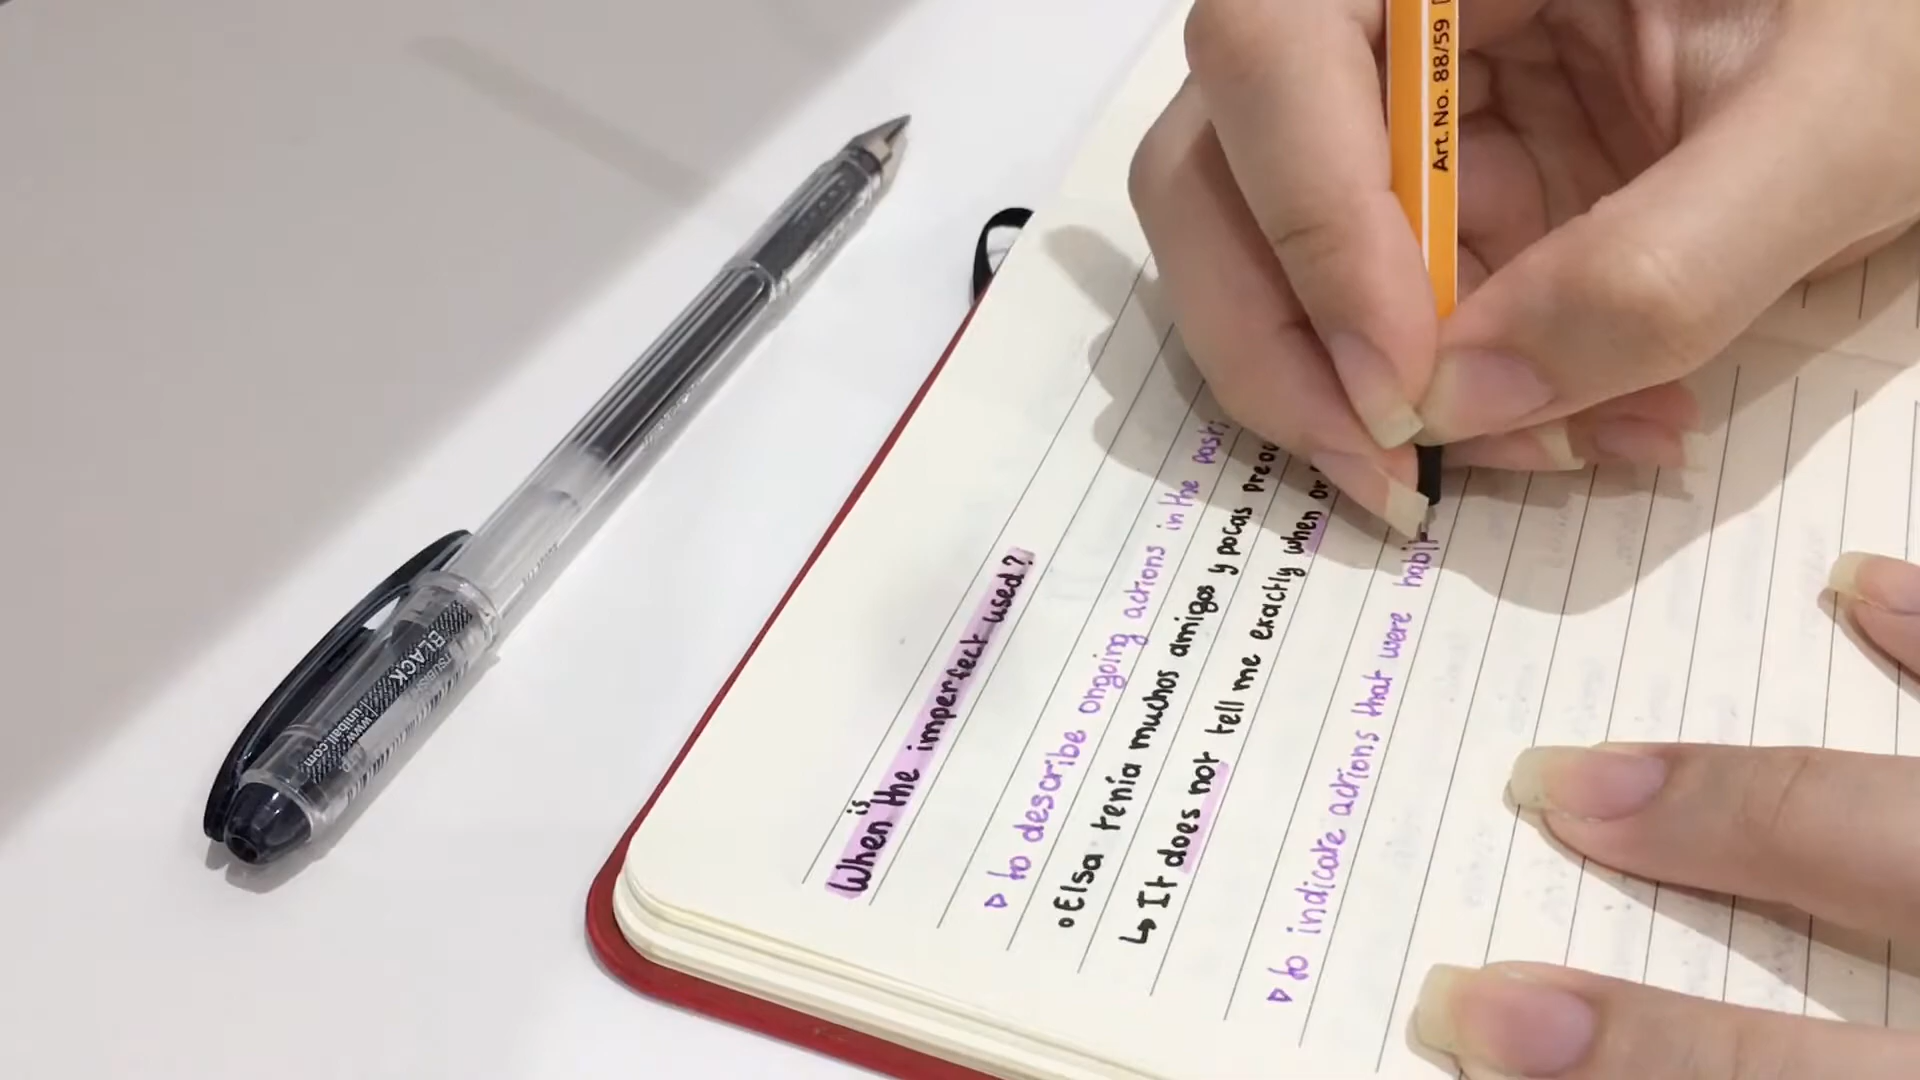 When is the imperfect used?
▷ to describe ongoing actions in the past;
° Elsa tenía muchos amigos y pocas
↳ It does not tell me exactly when or
▷ to indicate actions that were habit
Art. No. 88/59
BLACK
uniball.com